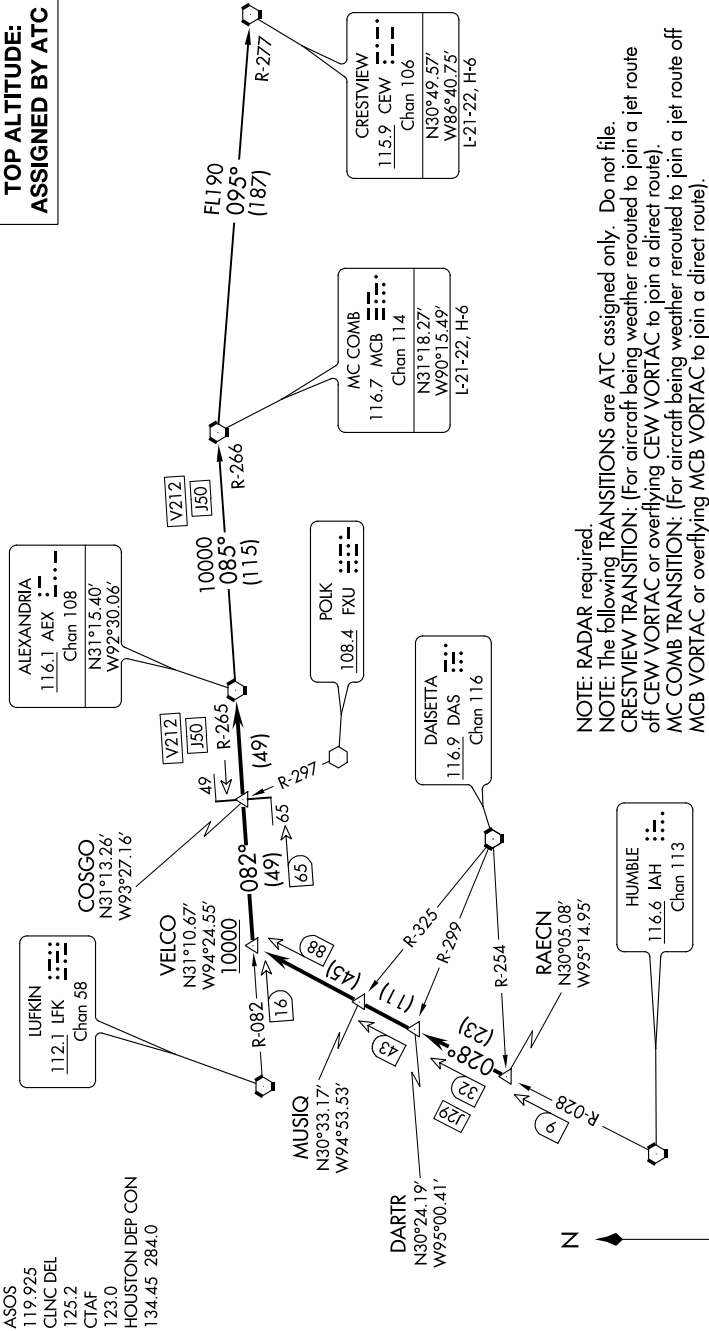 TOP ALTITUDE:
ASSIGNED BY ATC
ASOS
119.925
CLNC DEL
125.2
CTAF
123.0
HOUSTON DEP CON
134.45 284.0
LUFKIN
112.1 LFK
Chan 58
ALEXANDRIA
116.1 AEX
Chan 108
N31°15.40′
W92°30.06′
COSGO
N31°13.26′
W93°27.16′
VELCO
N31°10.67′
W94°24.55′
10000
R-082
16
082°
(49)
65
65
49
R-265
(49)
V212
J50
R-297
POLK
108.4 FXU
10000
085°
(115)
V212
J50
R-266
MC COMB
116.7 MCB
Chan 114
N31°18.27′
W90°15.49′
L-21-22, H-6
FL190
095°
(187)
R-277
CRESTVIEW
115.9 CEW
Chan 106
N30°49.57′
W86°40.75′
L-21-22, H-6
MUSIQ
N30°33.17′
W94°53.53′
88
(45)
43
(11)
DARTR
N30°24.19′
W95°00.41′
R-325
R-299
R-254
DAISETTA
116.9 DAS
Chan 116
028°
(23)
32
J29
9
R-028
RAECN
N30°05.08′
W95°14.95′
HUMBLE
116.6 IAH
Chan 113
N
NOTE: RADAR required.
NOTE: The following TRANSITIONS are ATC assigned only. Do not file.
CRESTVIEW TRANSITION: (For aircraft being weather rerouted to join a jet route
off CEW VORTAC or overflying CEW VORTAC to join a direct route).
MC COMB TRANSITION: (For aircraft being weather rerouted to join a jet route off
MCB VORTAC or overflying MCB VORTAC to join a direct route).